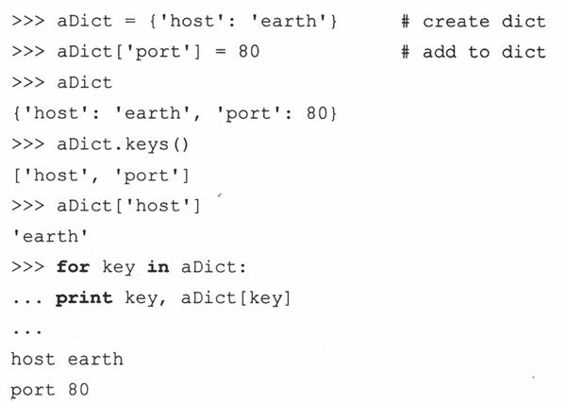 >>> aDict = {'host': 'earth'} # create dict
>>> aDict['port'] = 80 # add to dict
>>> aDict
{'host': 'earth', 'port': 80}
>>> aDict.keys()
['host', 'port']
>>> aDict['host']
'earth'
>>> for key in aDict:
... print key, aDict[key]
...
host earth
port 80